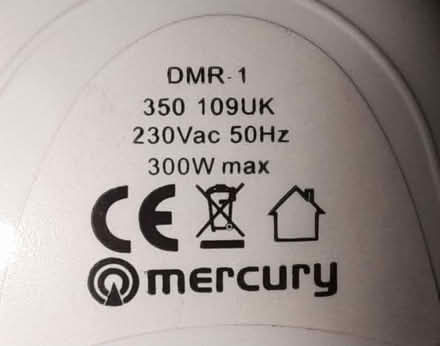 DMR-1
350 109UK
230Vac 50Hz
300W max
CE
mercury